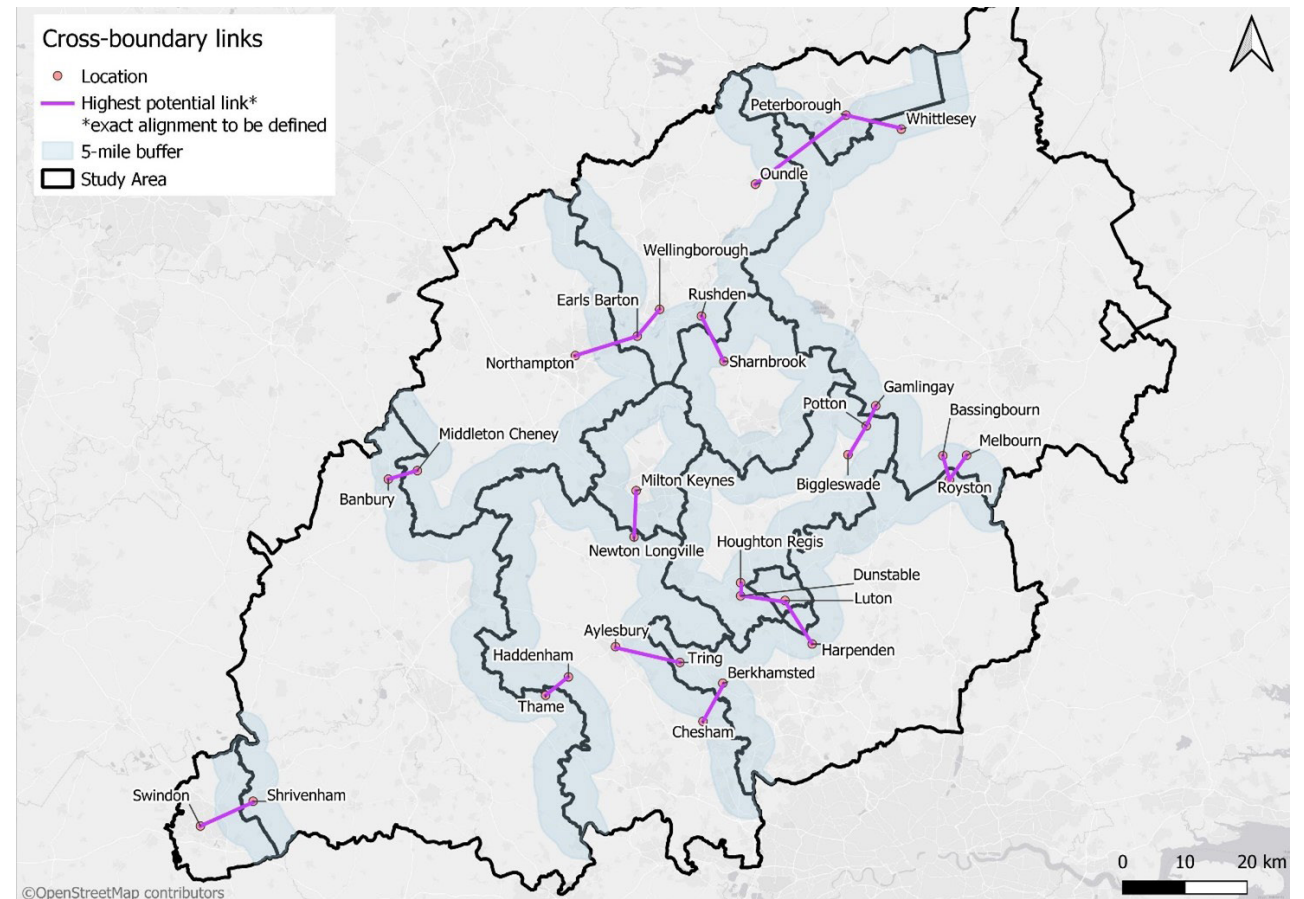 Cross-boundary links
Location
Highest potential link*
*exact alignment to be defined
5-mile buffer
Study Area
Peterborough
Whittlesey
Oundle
Wellingborough
Earls Barton
Rushden
Northampton
Sharnbrook
Gamlingay
Potton
Bassingbourn
Melbourn
Middleton Cheney
Banbury
Milton Keynes
Biggleswade
Royston
Newton Longville
Houghton Regis
Dunstable
Luton
Aylesbury
Harpenden
Haddenham
Tring
Berkhamsted
Thame
Chesham
Swindon
Shrivenham
0 10 20 km
©OpenStreetMap contributors